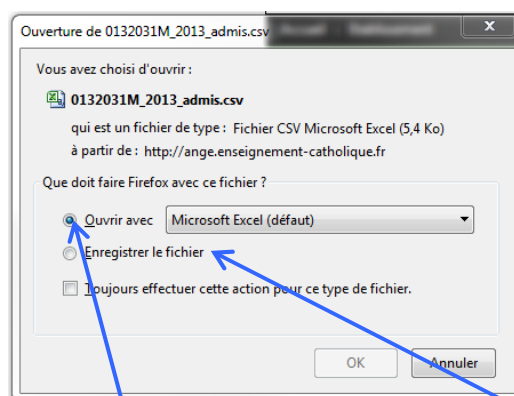 Ouverture de 0132031M_2013_admis.csv
X
Vous avez choisi d'ouvrir :
0132031M_2013_admis.csv
qui est un fichier de type : Fichier CSV Microsoft Excel (5,4 Ko)
à partir de : http://ange.enseignement-catholique.fr
Que doit faire Firefox avec ce fichier ?
Ouvrir avec Microsoft Excel (défaut)
Enregistrer le fichier
Toujours effectuer cette action pour ce type de fichier.
OK Annuler